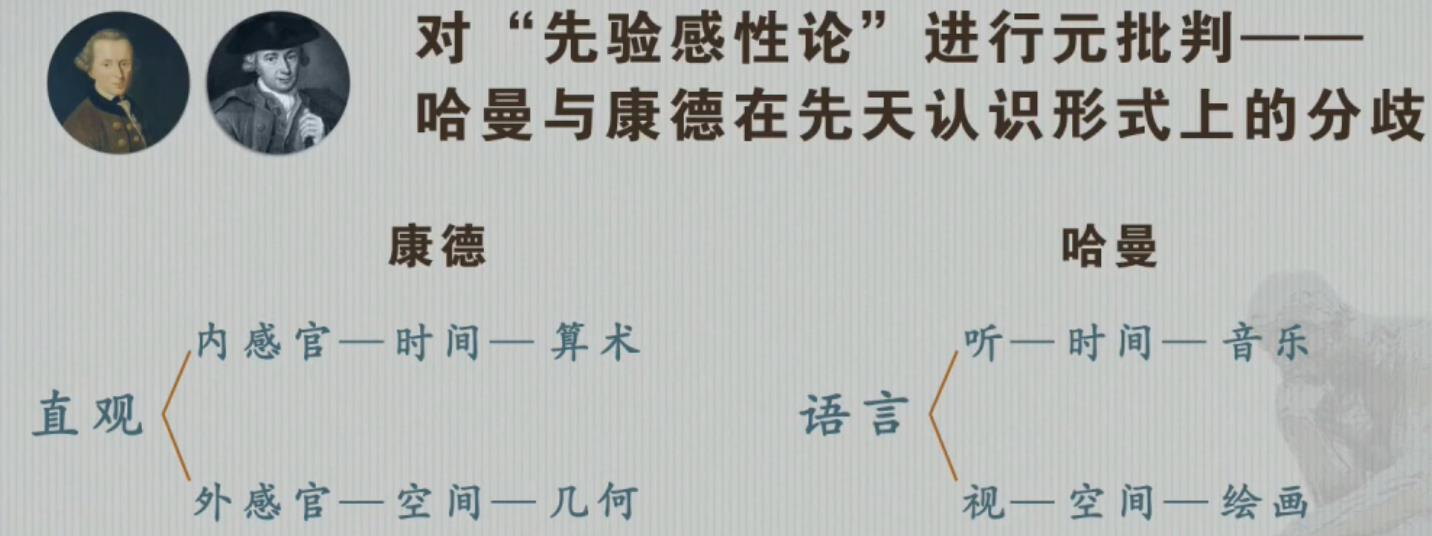 对“先验感性论”进行元批判——
哈曼与康德在先天认识形式上的分歧
康德
哈曼
内感官—时间—算术
听—时间—音乐
直观
语言
外感官—空间—几何
视—空间—绘画